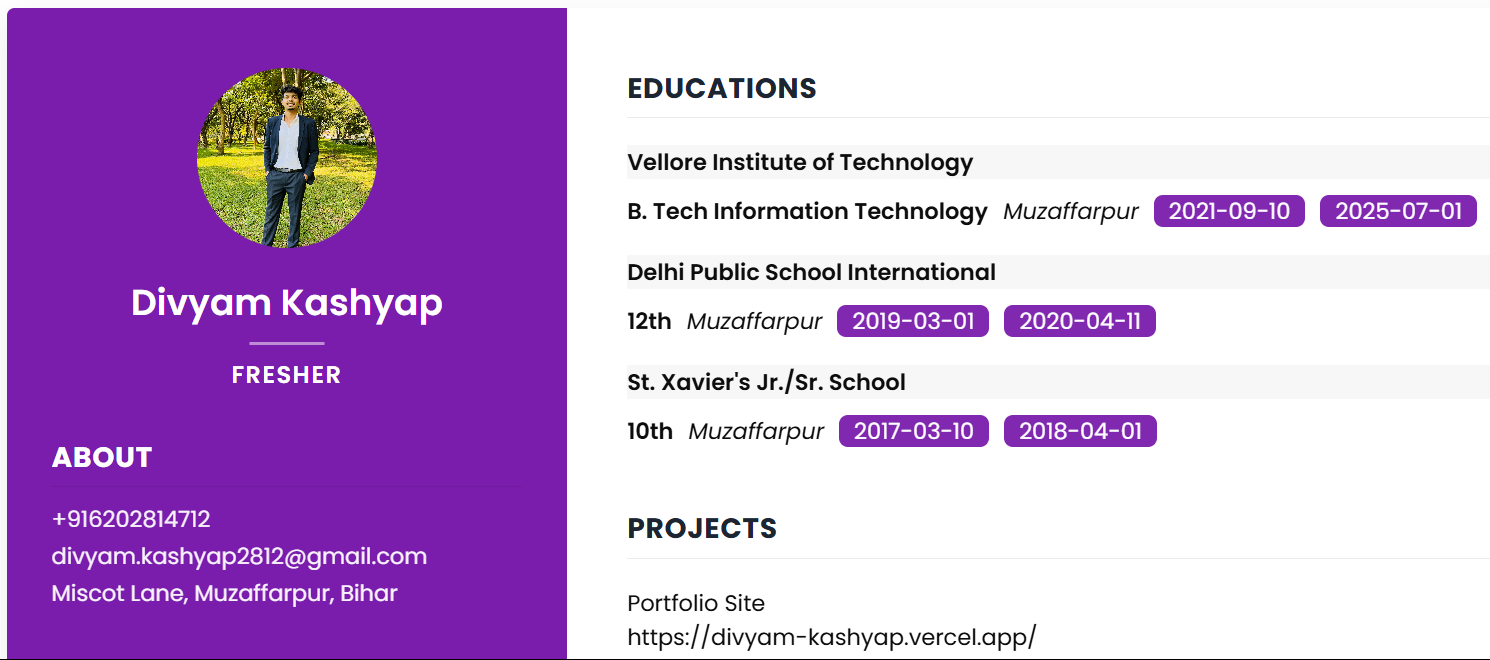 Divyam Kashyap
FRESHER
ABOUT
+916202814712
divyam.kashyap2812@gmail.com
Miscot Lane, Muzaffarpur, Bihar
EDUCATIONS
Vellore Institute of Technology
B. Tech Information Technology Muzaffarpur 2021-09-10 2025-07-01
Delhi Public School International
12th Muzaffarpur 2019-03-01 2020-04-11
St. Xavier's Jr./Sr. School
10th Muzaffarpur 2017-03-10 2018-04-01
PROJECTS
Portfolio Site
https://divyam-kashyap.vercel.app/